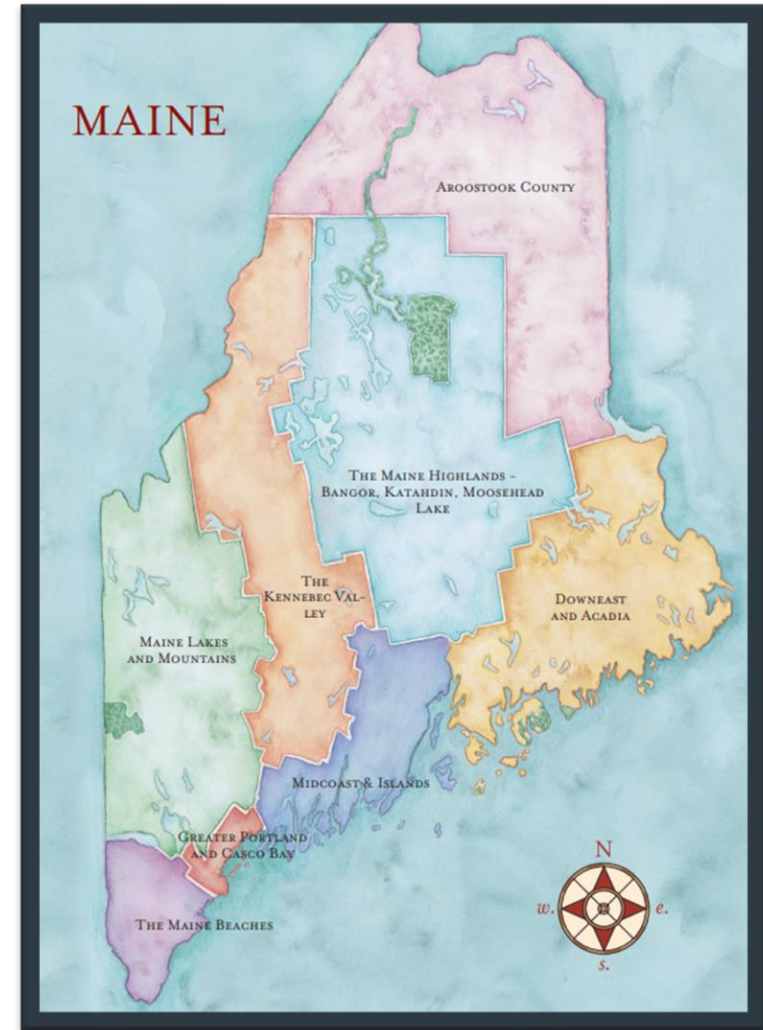 MAINE
AROOSTOOK COUNTY
THE MAINE HIGHLANDS -
BANGOR, KATAHDIN, MOOSEHEAD
LAKE
THE
KENNEBEC VAL-
LEY
DOWNEAST
AND ACADIA
MAINE LAKES
AND MOUNTAINS
MIDCOAST & ISLANDS
GREATER PORTLAND
AND CASCO BAY
THE MAINE BEACHES
N
w.
e.
s.